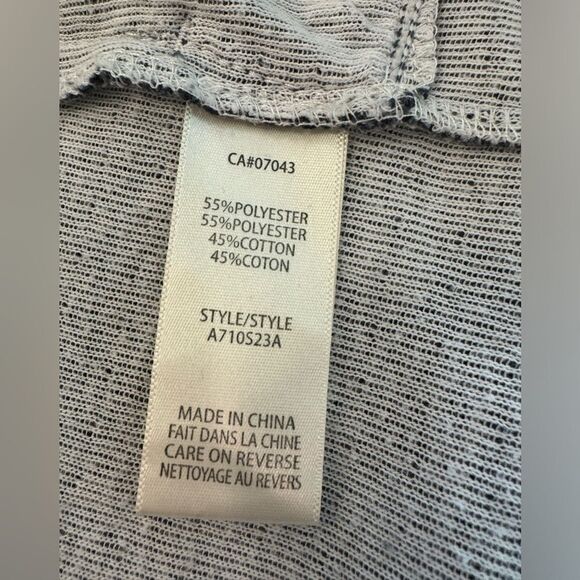 CA#07043
55%POLYESTER
55%POLYESTER
45%COTTON
45%COTON
STYLE/STYLE
A710S23A
MADE IN CHINA
FAIT DANS LA CHINE
CARE ON REVERSE
NETTOYAGE AU REVERS